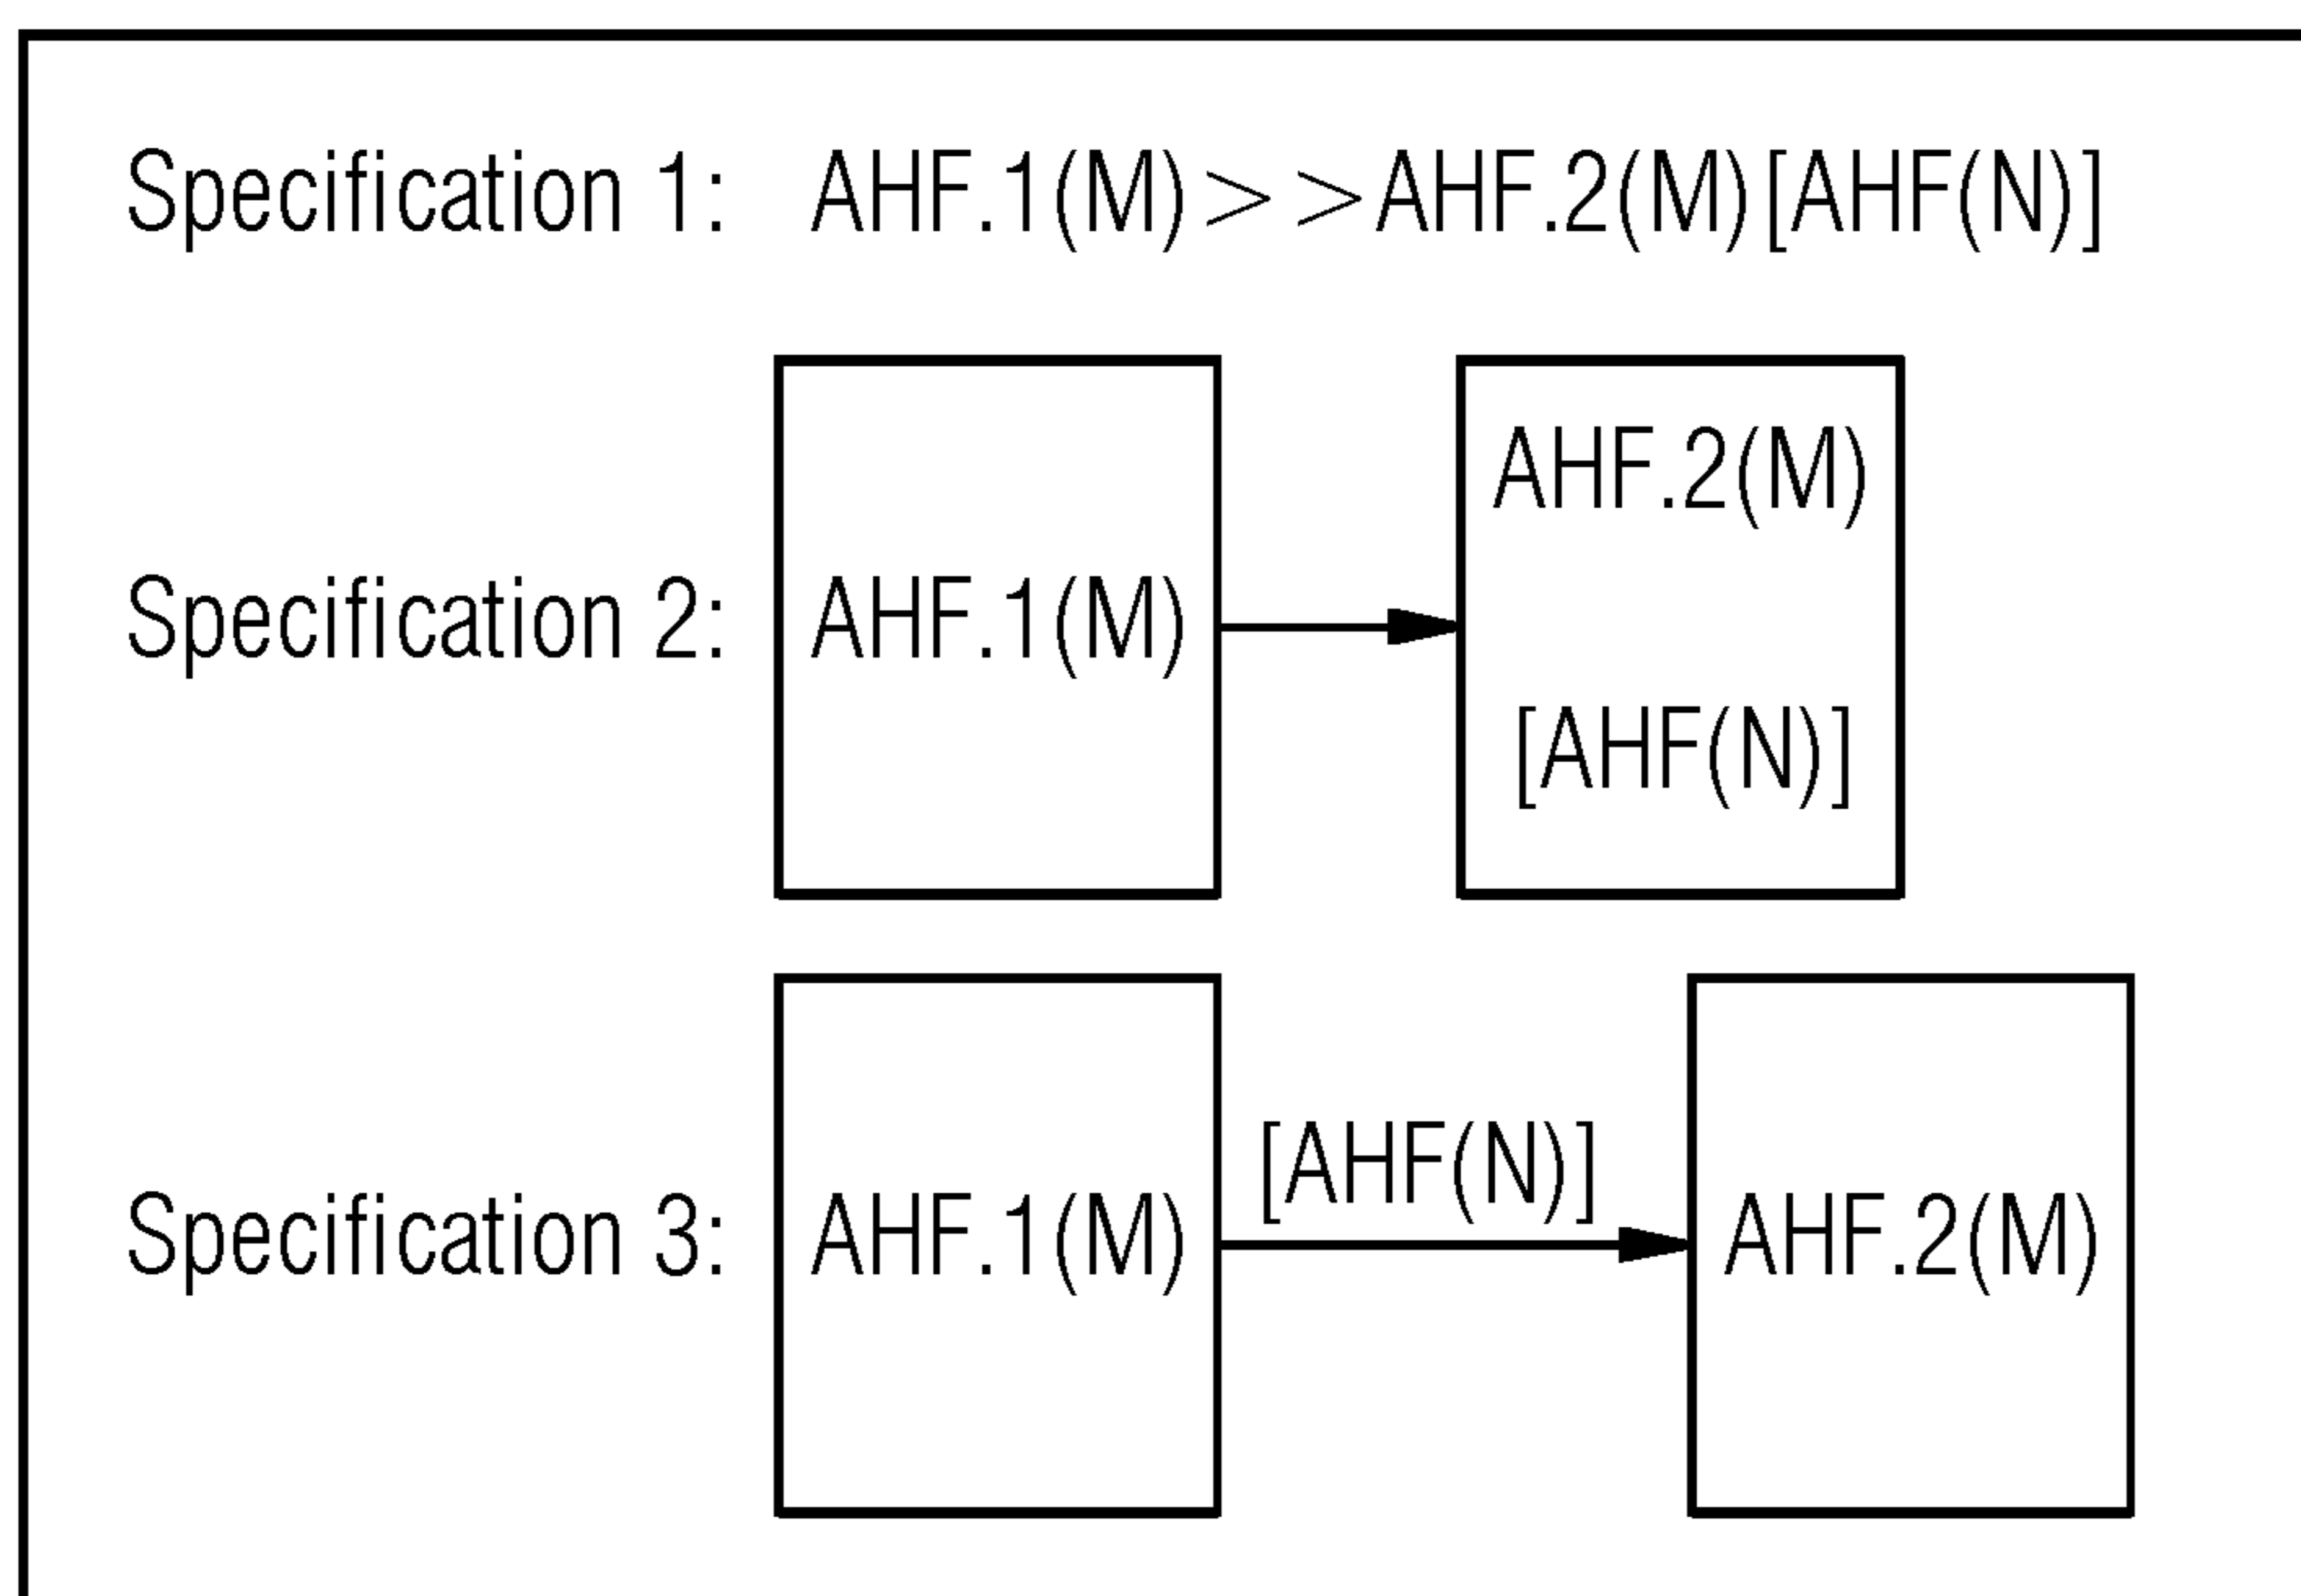 Specification 1: AHF.1(M)>>AHF.2(M)[AHF(N)]
AHF.2(M)
Specification 2: AHF.1(M)
[AHF(N)]
[AHF(N)]
Specification 3: AHF.1(M) AHF.2(M)